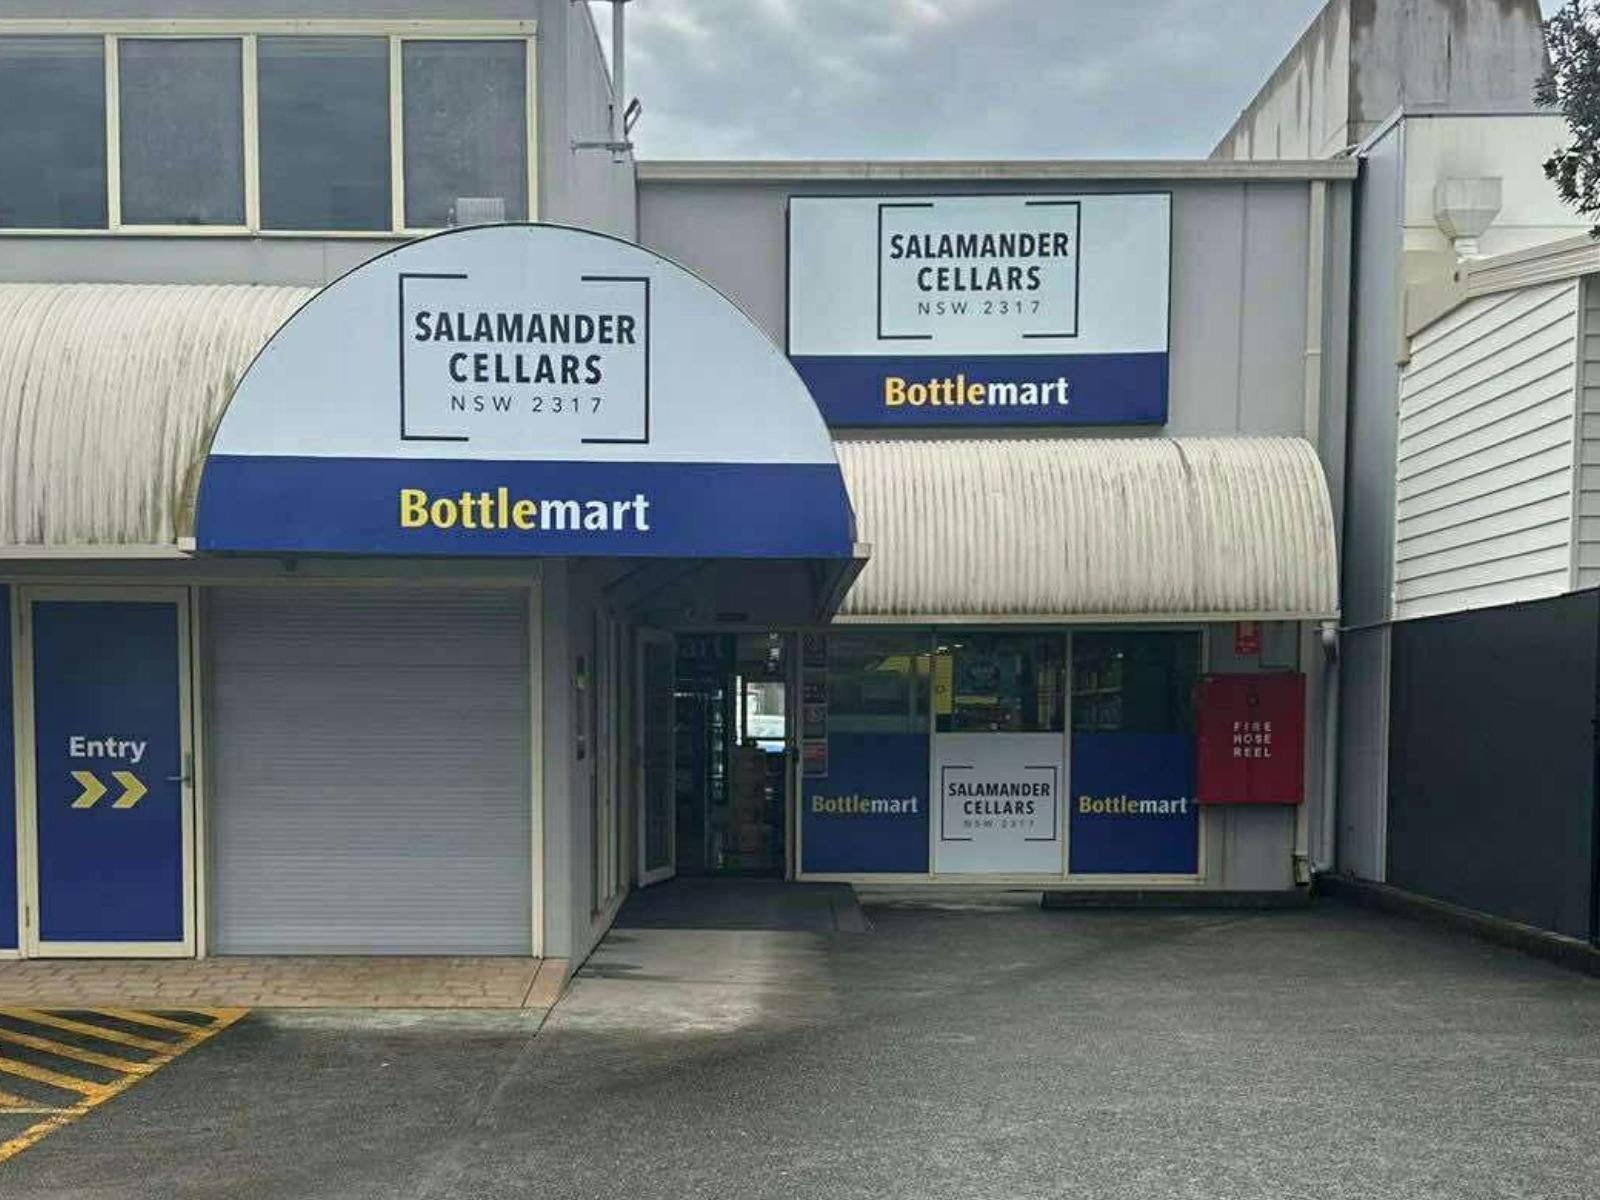 SALAMANDER
CELLARS
NSW 2317
Bottlemart
SALAMANDER
CELLARS
NSW 2317
Bottlemart
Entry
Bottlemart
SALAMANDER
CELLARS
NSW 2317
Bottlemart
FIRE
HOSE
REEL